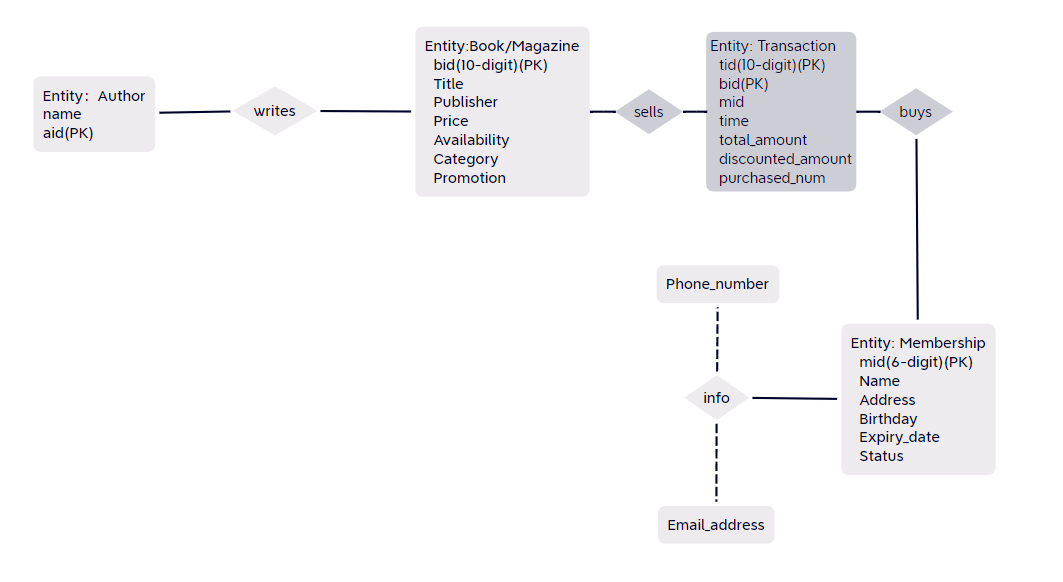 Entity: Author
name
aid(PK)
writes
Entity:Book/Magazine
bid(10-digit)(PK)
Title
Publisher
Price
Availability
Category
Promotion
sells
Entity: Transaction
tid(10-digit)(PK)
bid(PK)
mid
time
total_amount
discounted_amount
purchased_num
buys
Phone_number
info
Email_address
Entity: Membership
mid(6-digit)(PK)
Name
Address
Birthday
Expiry_date
Status